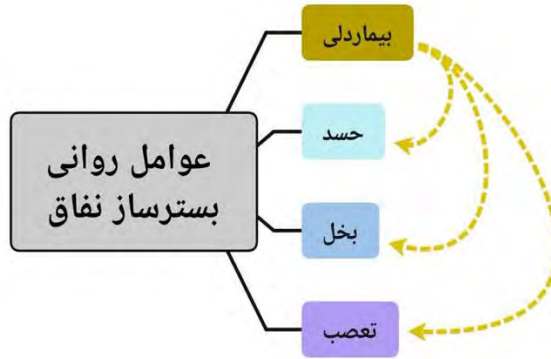 عوامل روانی
بسترساز نفاق
بیماردلی
حسد
بخل
تعصب